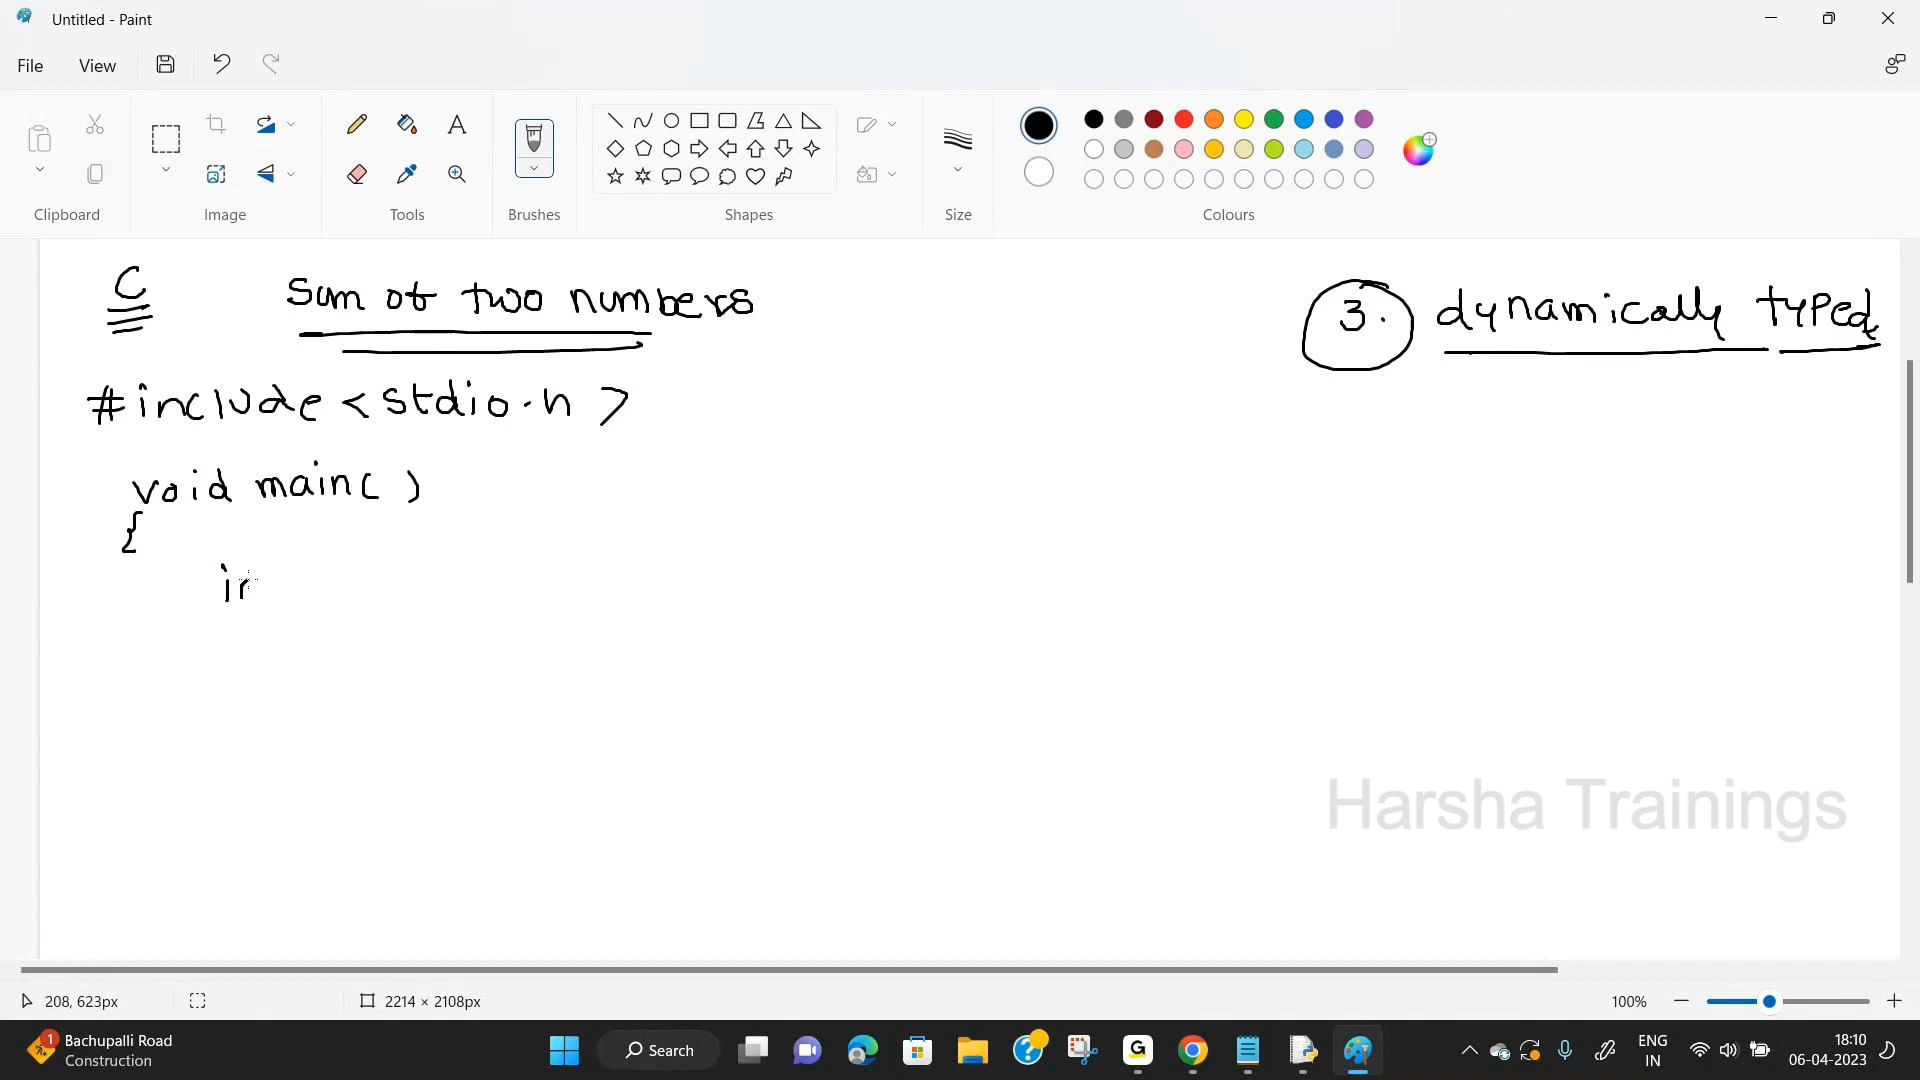 Untitled - Paint
File View
Clipboard Image Tools Brushes Shapes Size Colours
C sum of two numbers
3. dynamically typed
#include <stdio.h>
void main( )
{
in
Harsha Trainings
208, 623px 2214 × 2108px 100%
1 Bachupalli Road
Construction
Search
ENG
IN
18:10
06-04-2023